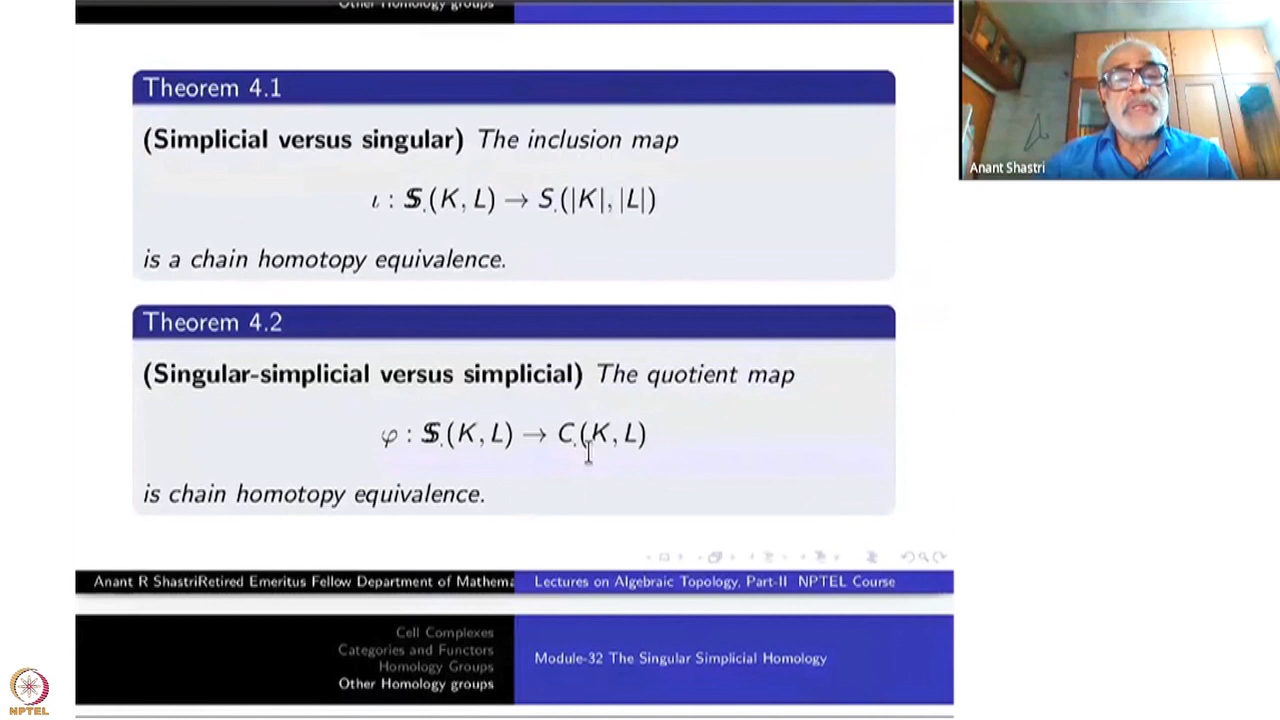 Other Homology groups
Theorem 4.1
(Simplicial versus singular) The inclusion map
ι : 𝕊.(K, L) → S.(|K|, |L|)
is a chain homotopy equivalence.
Theorem 4.2
(Singular-simplicial versus simplicial) The quotient map
φ : 𝕊.(K, L) → C.(K, L)
is chain homotopy equivalence.
Anant R ShastriRetired Emeritus Fellow Department of Mathema
Lectures on Algebraic Topology, Part-II NPTEL Course
Cell Complexes
Categories and Functors
Homology Groups
Other Homology groups
Module-32 The Singular Simplicial Homology
Anant Shastri
NPTEL